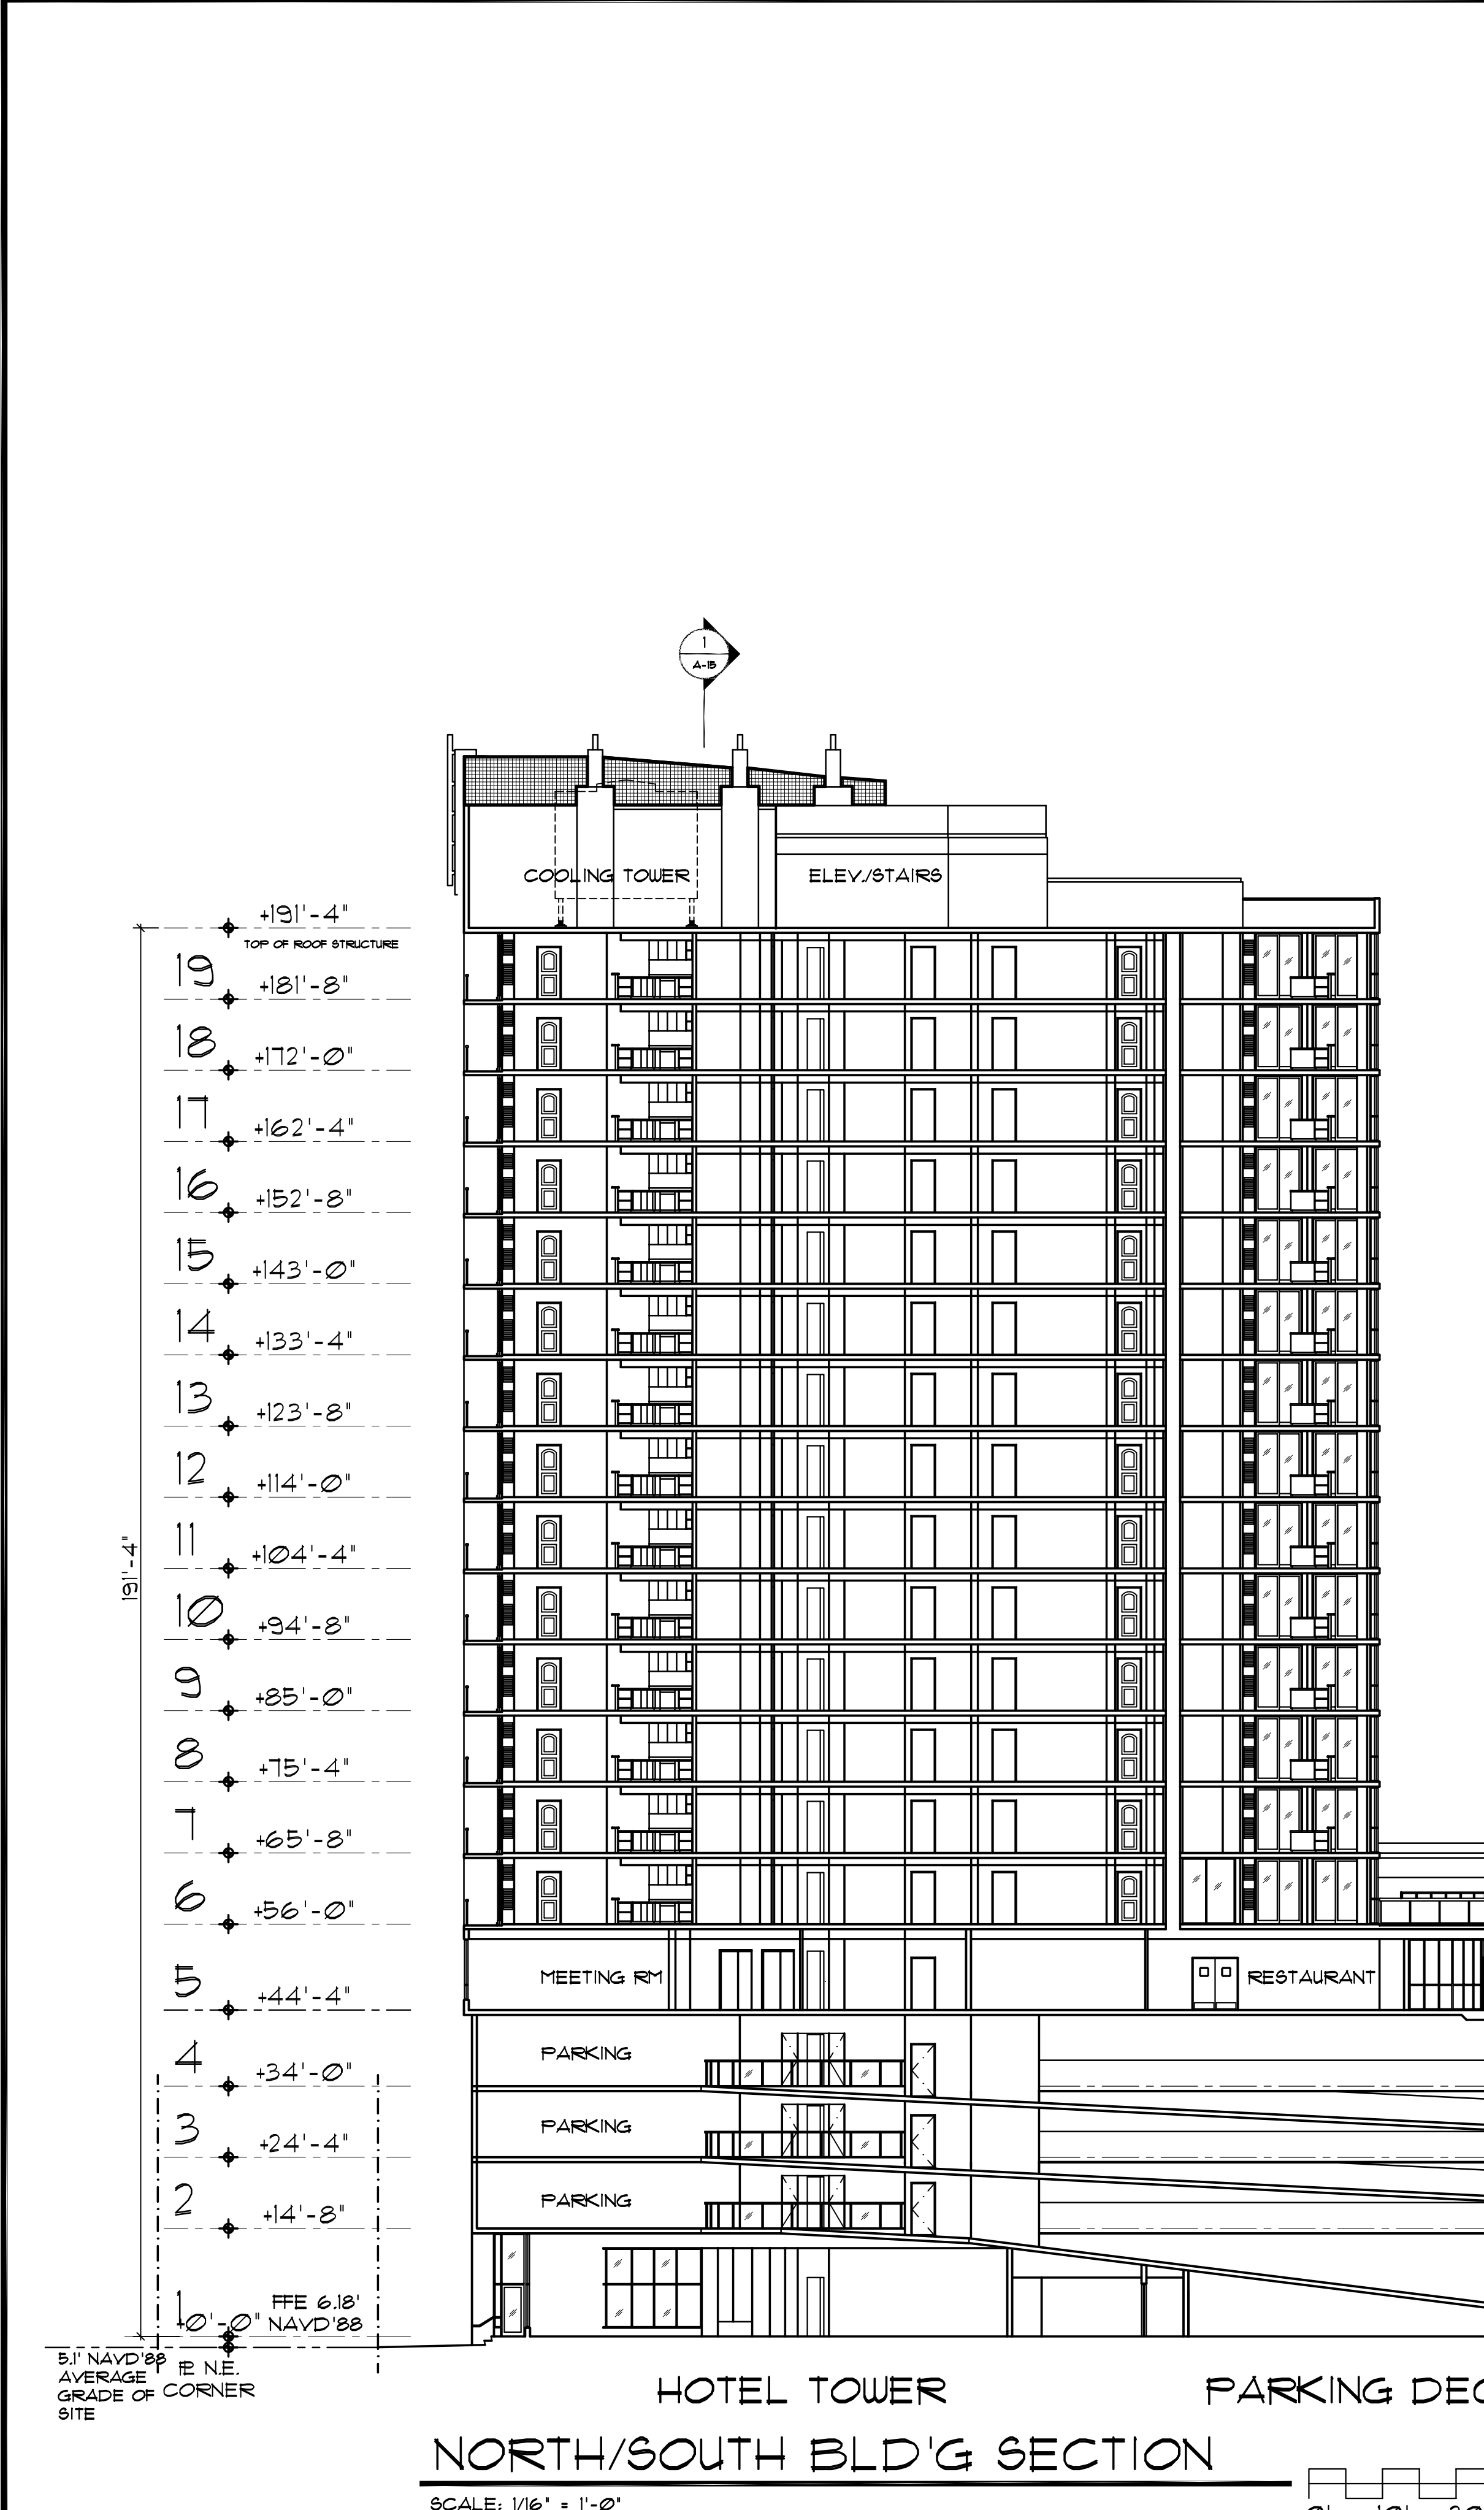 1
A-15
COOLING TOWER
ELEV./STAIRS
+191'-4"
TOP OF ROOF STRUCTURE
19
+181'-8"
18
+172'-0"
17
+162'-4"
16
+152'-8"
15
+143'-0"
14
+133'-4"
13
+123'-8"
12
+114'-0"
11
+104'-4"
191'-4"
10
+94'-8"
9
+85'-0"
8
+75'-4"
7
+65'-8"
6
+56'-0"
5
+44'-4"
MEETING RM
RESTAURANT
4
+34'-0"
PARKING
3
+24'-4"
PARKING
2
+14'-8"
PARKING
1
+0'-0"
FFE 6.18'
NAVD'88
5.1' NAVD'88
AVERAGE
GRADE OF
SITE
N.E.
CORNER
HOTEL TOWER
PARKING DEC
NORTH/SOUTH BLD'G SECTION
SCALE: 1/16" = 1'-0"